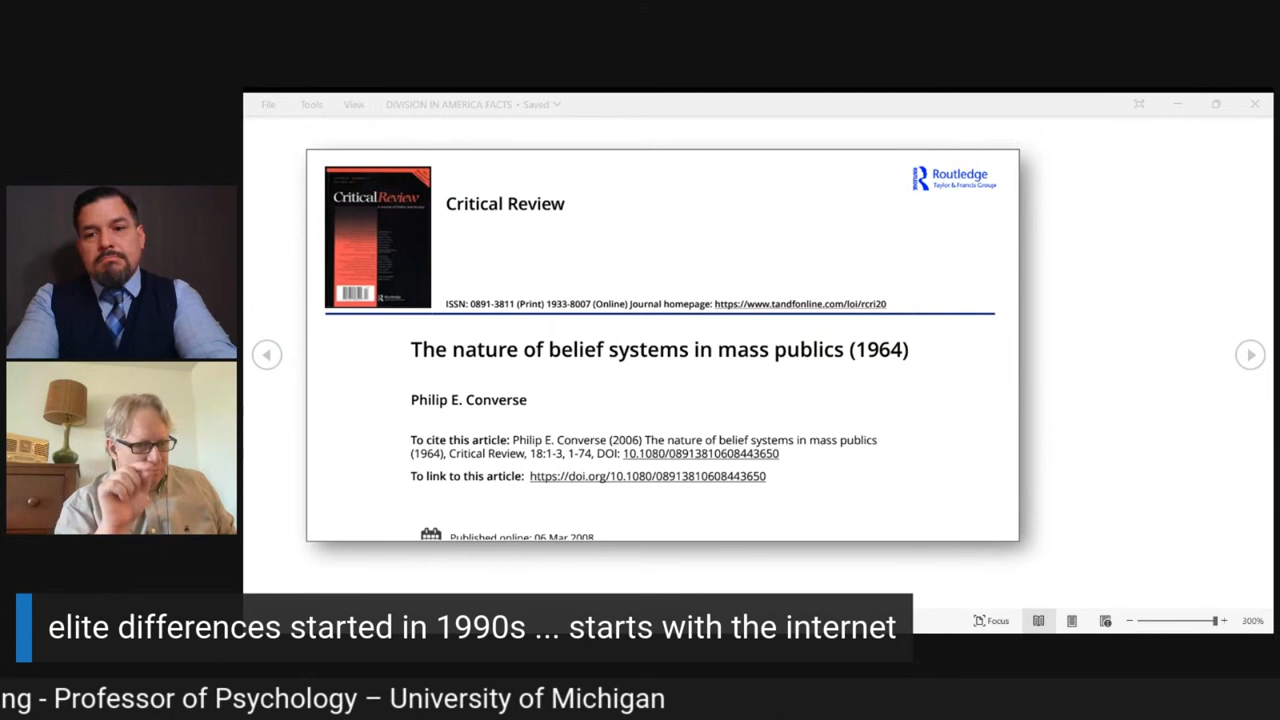 File Tools View DIVISION IN AMERICA FACTS • Saved
CriticalReview
Routledge
Taylor & Francis Group
Critical Review
ISSN: 0891-3811 (Print) 1933-8007 (Online) Journal homepage: https://www.tandfonline.com/loi/rcri20
The nature of belief systems in mass publics (1964)
Philip E. Converse
To cite this article: Philip E. Converse (2006) The nature of belief systems in mass publics
(1964), Critical Review, 18:1-3, 1-74, DOI: 10.1080/08913810608443650
To link to this article: https://doi.org/10.1080/08913810608443650
Published online: 06 Mar 2008
Focus
300%
elite differences started in 1990s ... starts with the internet
ng - Professor of Psychology – University of Michigan